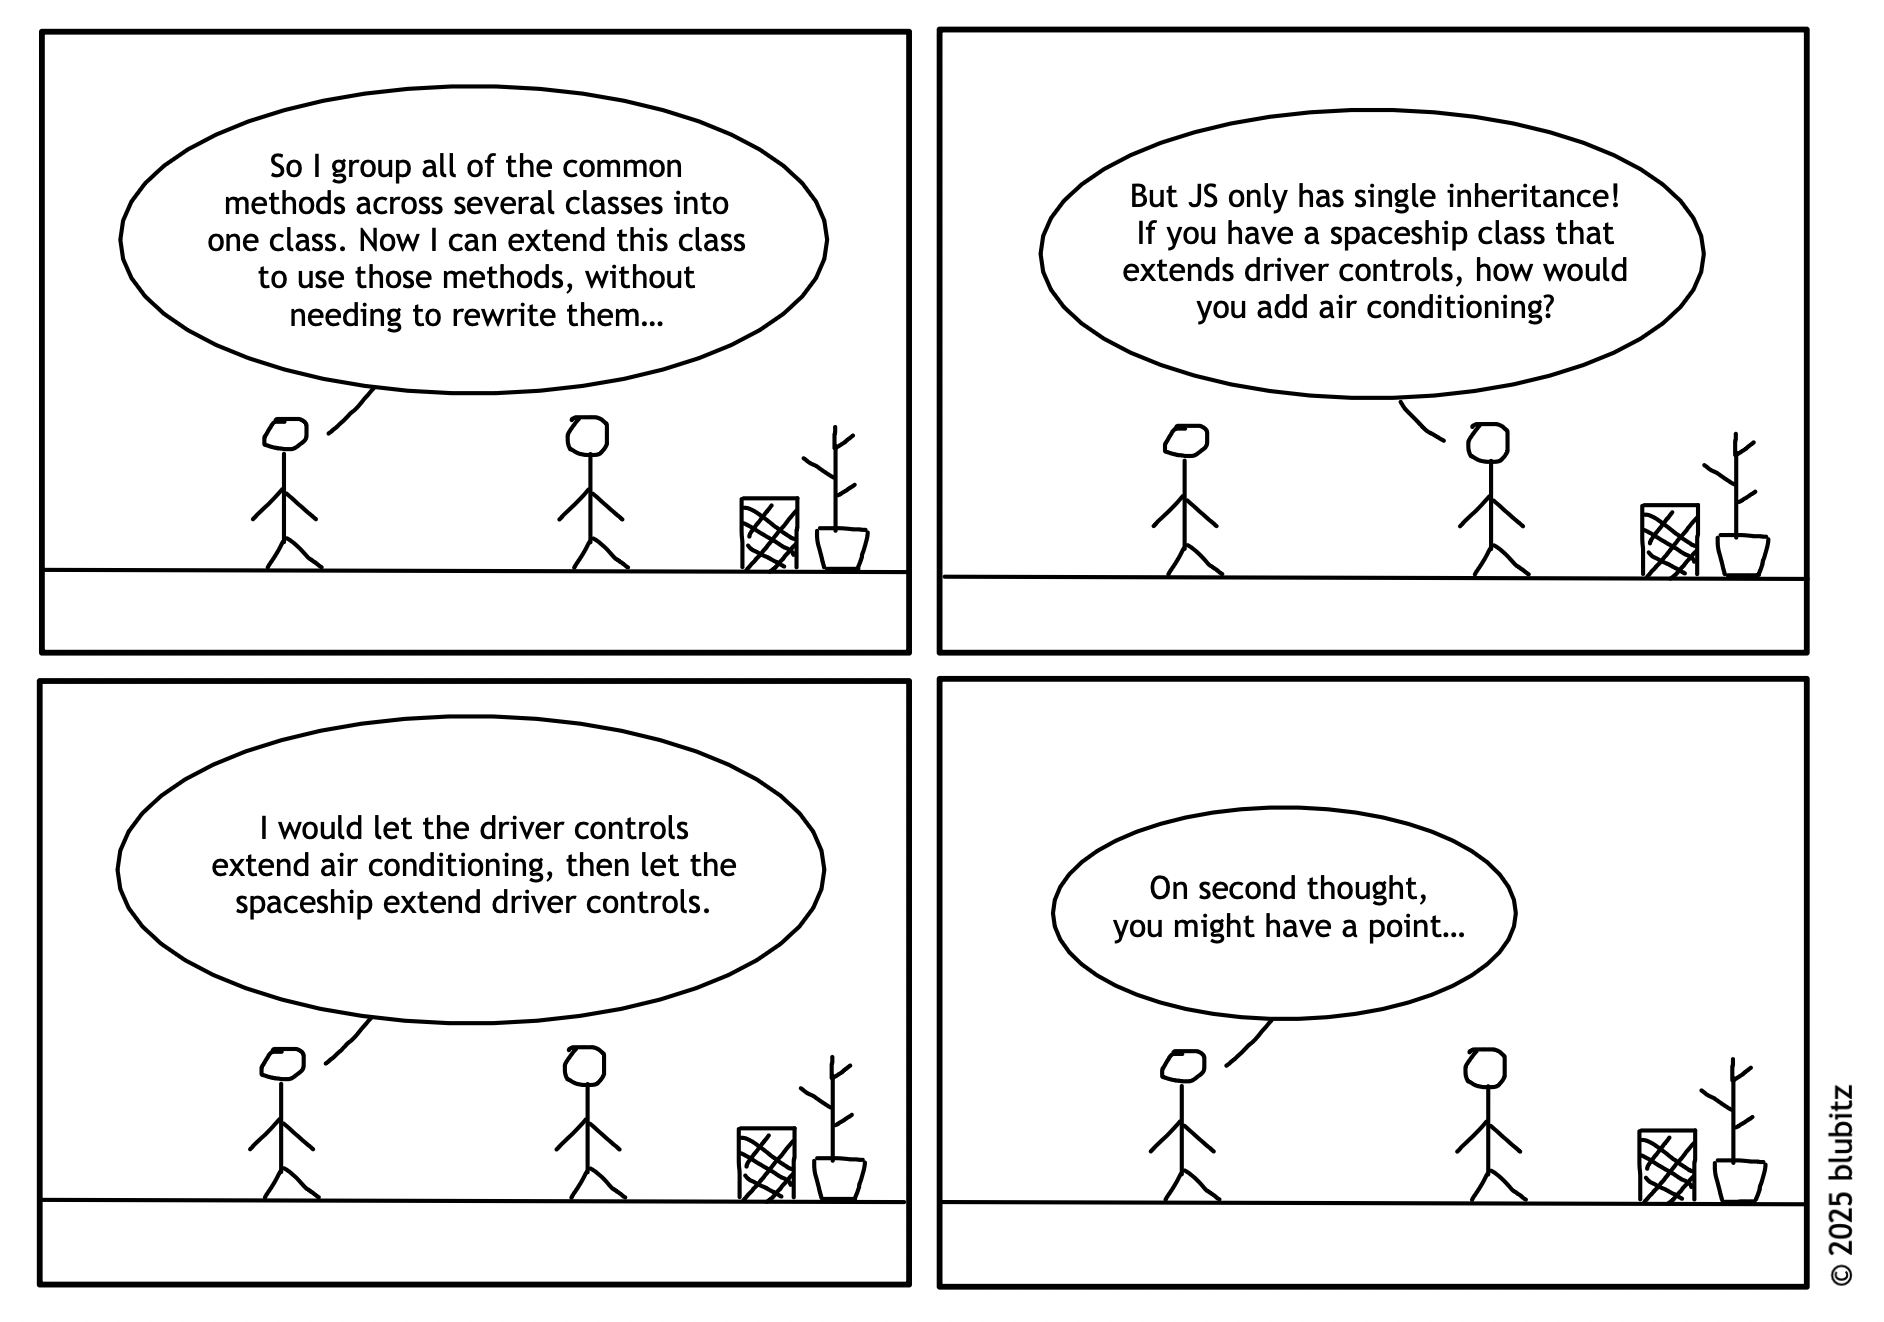 So I group all of the common
methods across several classes into
one class. Now I can extend this class
to use those methods, without
needing to rewrite them…
But JS only has single inheritance!
If you have a spaceship class that
extends driver controls, how would
you add air conditioning?
I would let the driver controls
extend air conditioning, then let the
spaceship extend driver controls.
On second thought,
you might have a point…
© 2025 blubitz